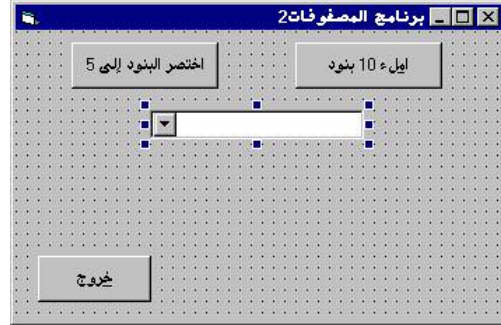 برنامج المصفوفات2
املء 10 بنود
اختصر البنود إلى 5
خروج